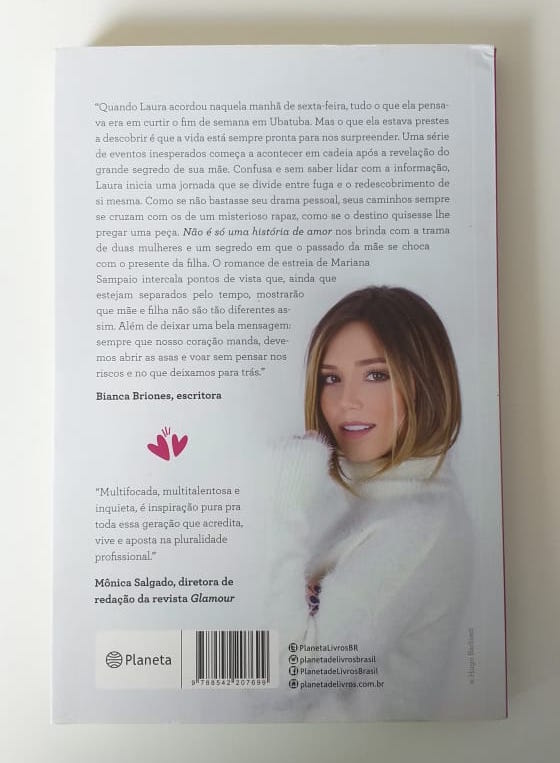 “Quando Laura acordou naquela manhã de sexta-feira, tudo o que ela pensa-
va era em curtir o fim de semana em Ubatuba. Mas o que ela estava prestes
a descobrir é que a vida está sempre pronta para nos surpreender. Uma série
de eventos inesperados começa a acontecer em cadeia após a revelação do
grande segredo de sua mãe. Confusa e sem saber lidar com a informação,
Laura inicia uma jornada que se divide entre fuga e o redescobrimento de
si mesma. Como se não bastasse seu drama pessoal, seus caminhos sempre
se cruzam com os de um misterioso rapaz, como se o destino quisesse lhe
pregar uma peça. Não é só uma história de amor nos brinda com a trama
de duas mulheres e um segredo em que o passado da mãe se choca
com o presente da filha. O romance de estreia de Mariana
Sampaio intercala pontos de vista que, ainda que
estejam separados pelo tempo, mostrarão
que mãe e filha não são tão diferentes as-
sim. Além de deixar uma bela mensagem:
sempre que nosso coração manda, deve-
mos abrir as asas e voar sem pensar nos
riscos e no que deixamos para trás.”
Bianca Briones, escritora
“Multifocada, multitalentosa e
inquieta, é inspiração pura pra
toda essa geração que acredita,
vive e aposta na pluralidade
profissional.”
Mônica Salgado, diretora de
redação da revista Glamour
Planeta
9 788542 207699
PlanetaLivrosBR
planetadelivrosbrasil
PlanetadeLivrosBrasil
planetadelivros.com.br